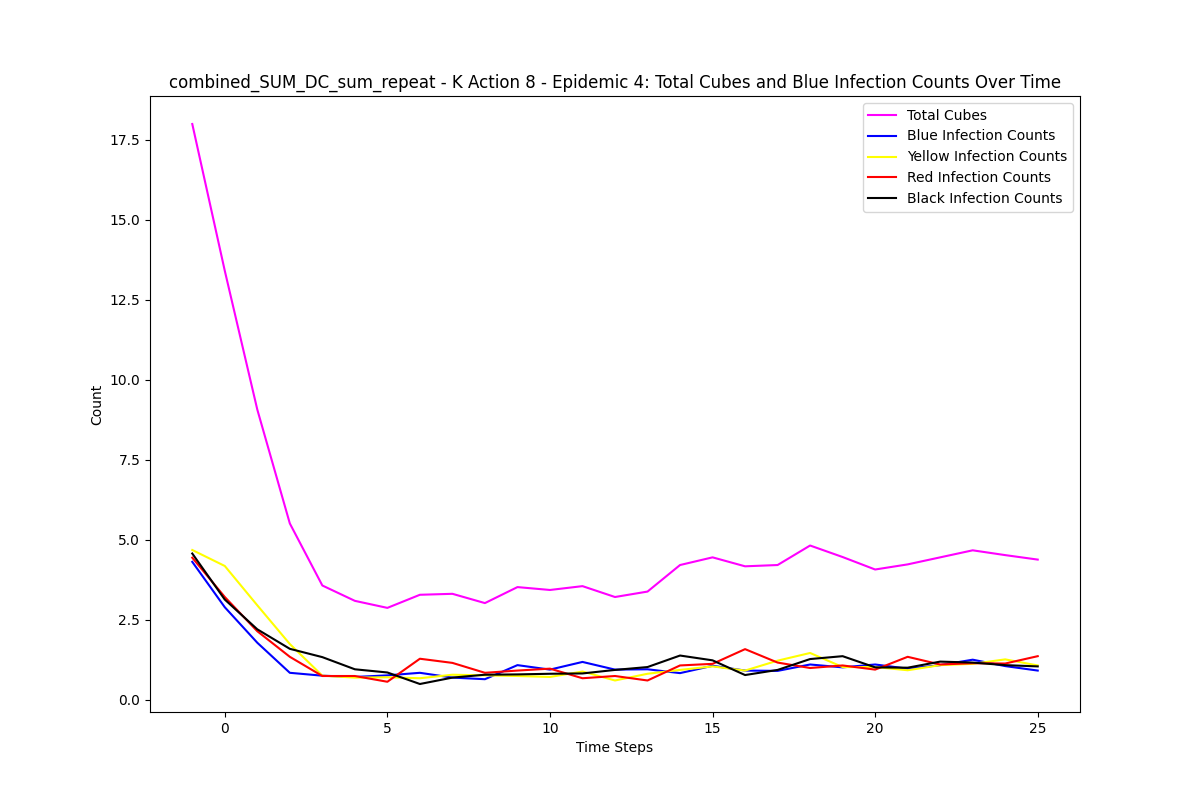 combined_SUM_DC_sum_repeat - K Action 8 - Epidemic 4: Total Cubes and Blue Infection Counts Over Time
Total Cubes
Blue Infection Counts
Yellow Infection Counts
Red Infection Counts
Black Infection Counts
Count
17.5
15.0
12.5
10.0
7.5
5.0
2.5
0.0
0 5 10 15 20 25
Time Steps